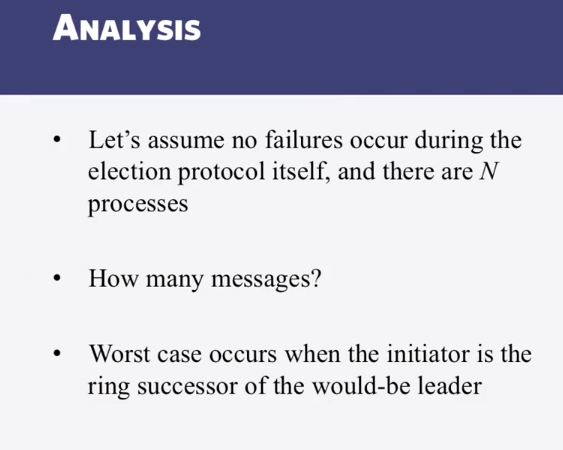 ANALYSIS
• Let’s assume no failures occur during the
election protocol itself, and there are N
processes
• How many messages?
• Worst case occurs when the initiator is the
ring successor of the would-be leader